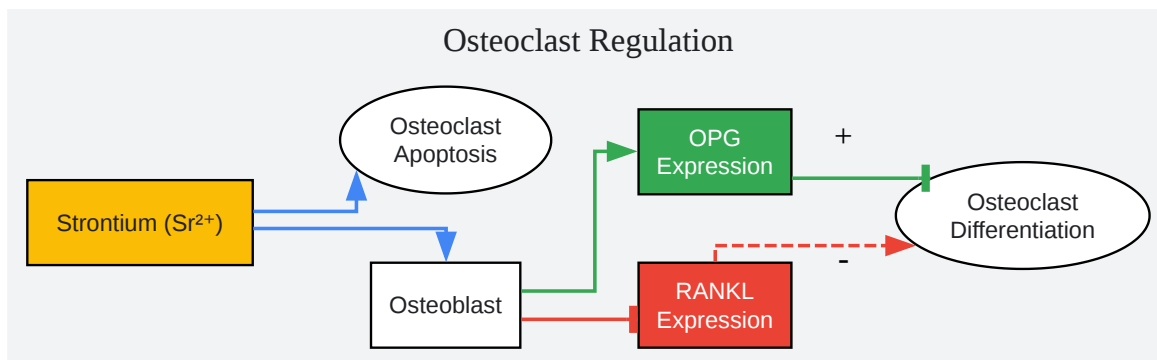 Osteoclast Regulation
Osteoclast
Apoptosis
OPG
Expression
+
Strontium (Sr²⁺)
Osteoclast
Differentiation
-
Osteoblast
RANKL
Expression